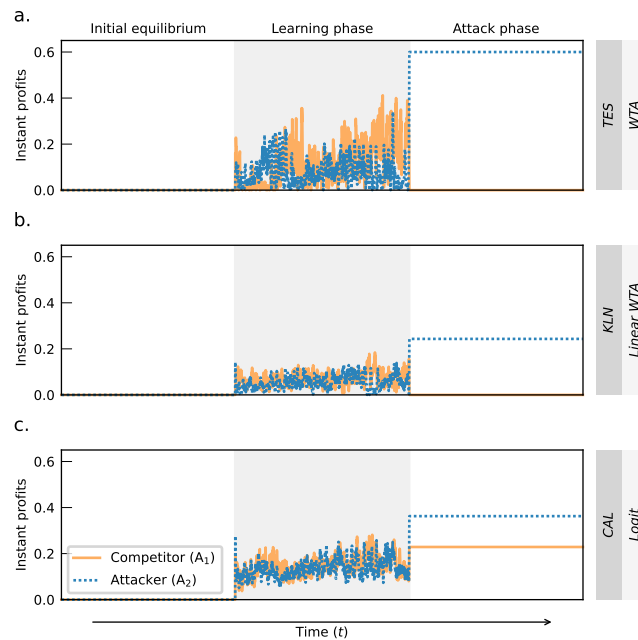 a.
Initial equilibrium Learning phase Attack phase
0.6
0.4
0.2
0.0
Instant profits
TES
WTA
b.
0.6
0.4
0.2
0.0
Instant profits
KLN
Linear WTA
c.
0.6
0.4
0.2
0.0
Instant profits
Competitor (A₁)
Attacker (A₂)
CAL
Logit
Time (t)